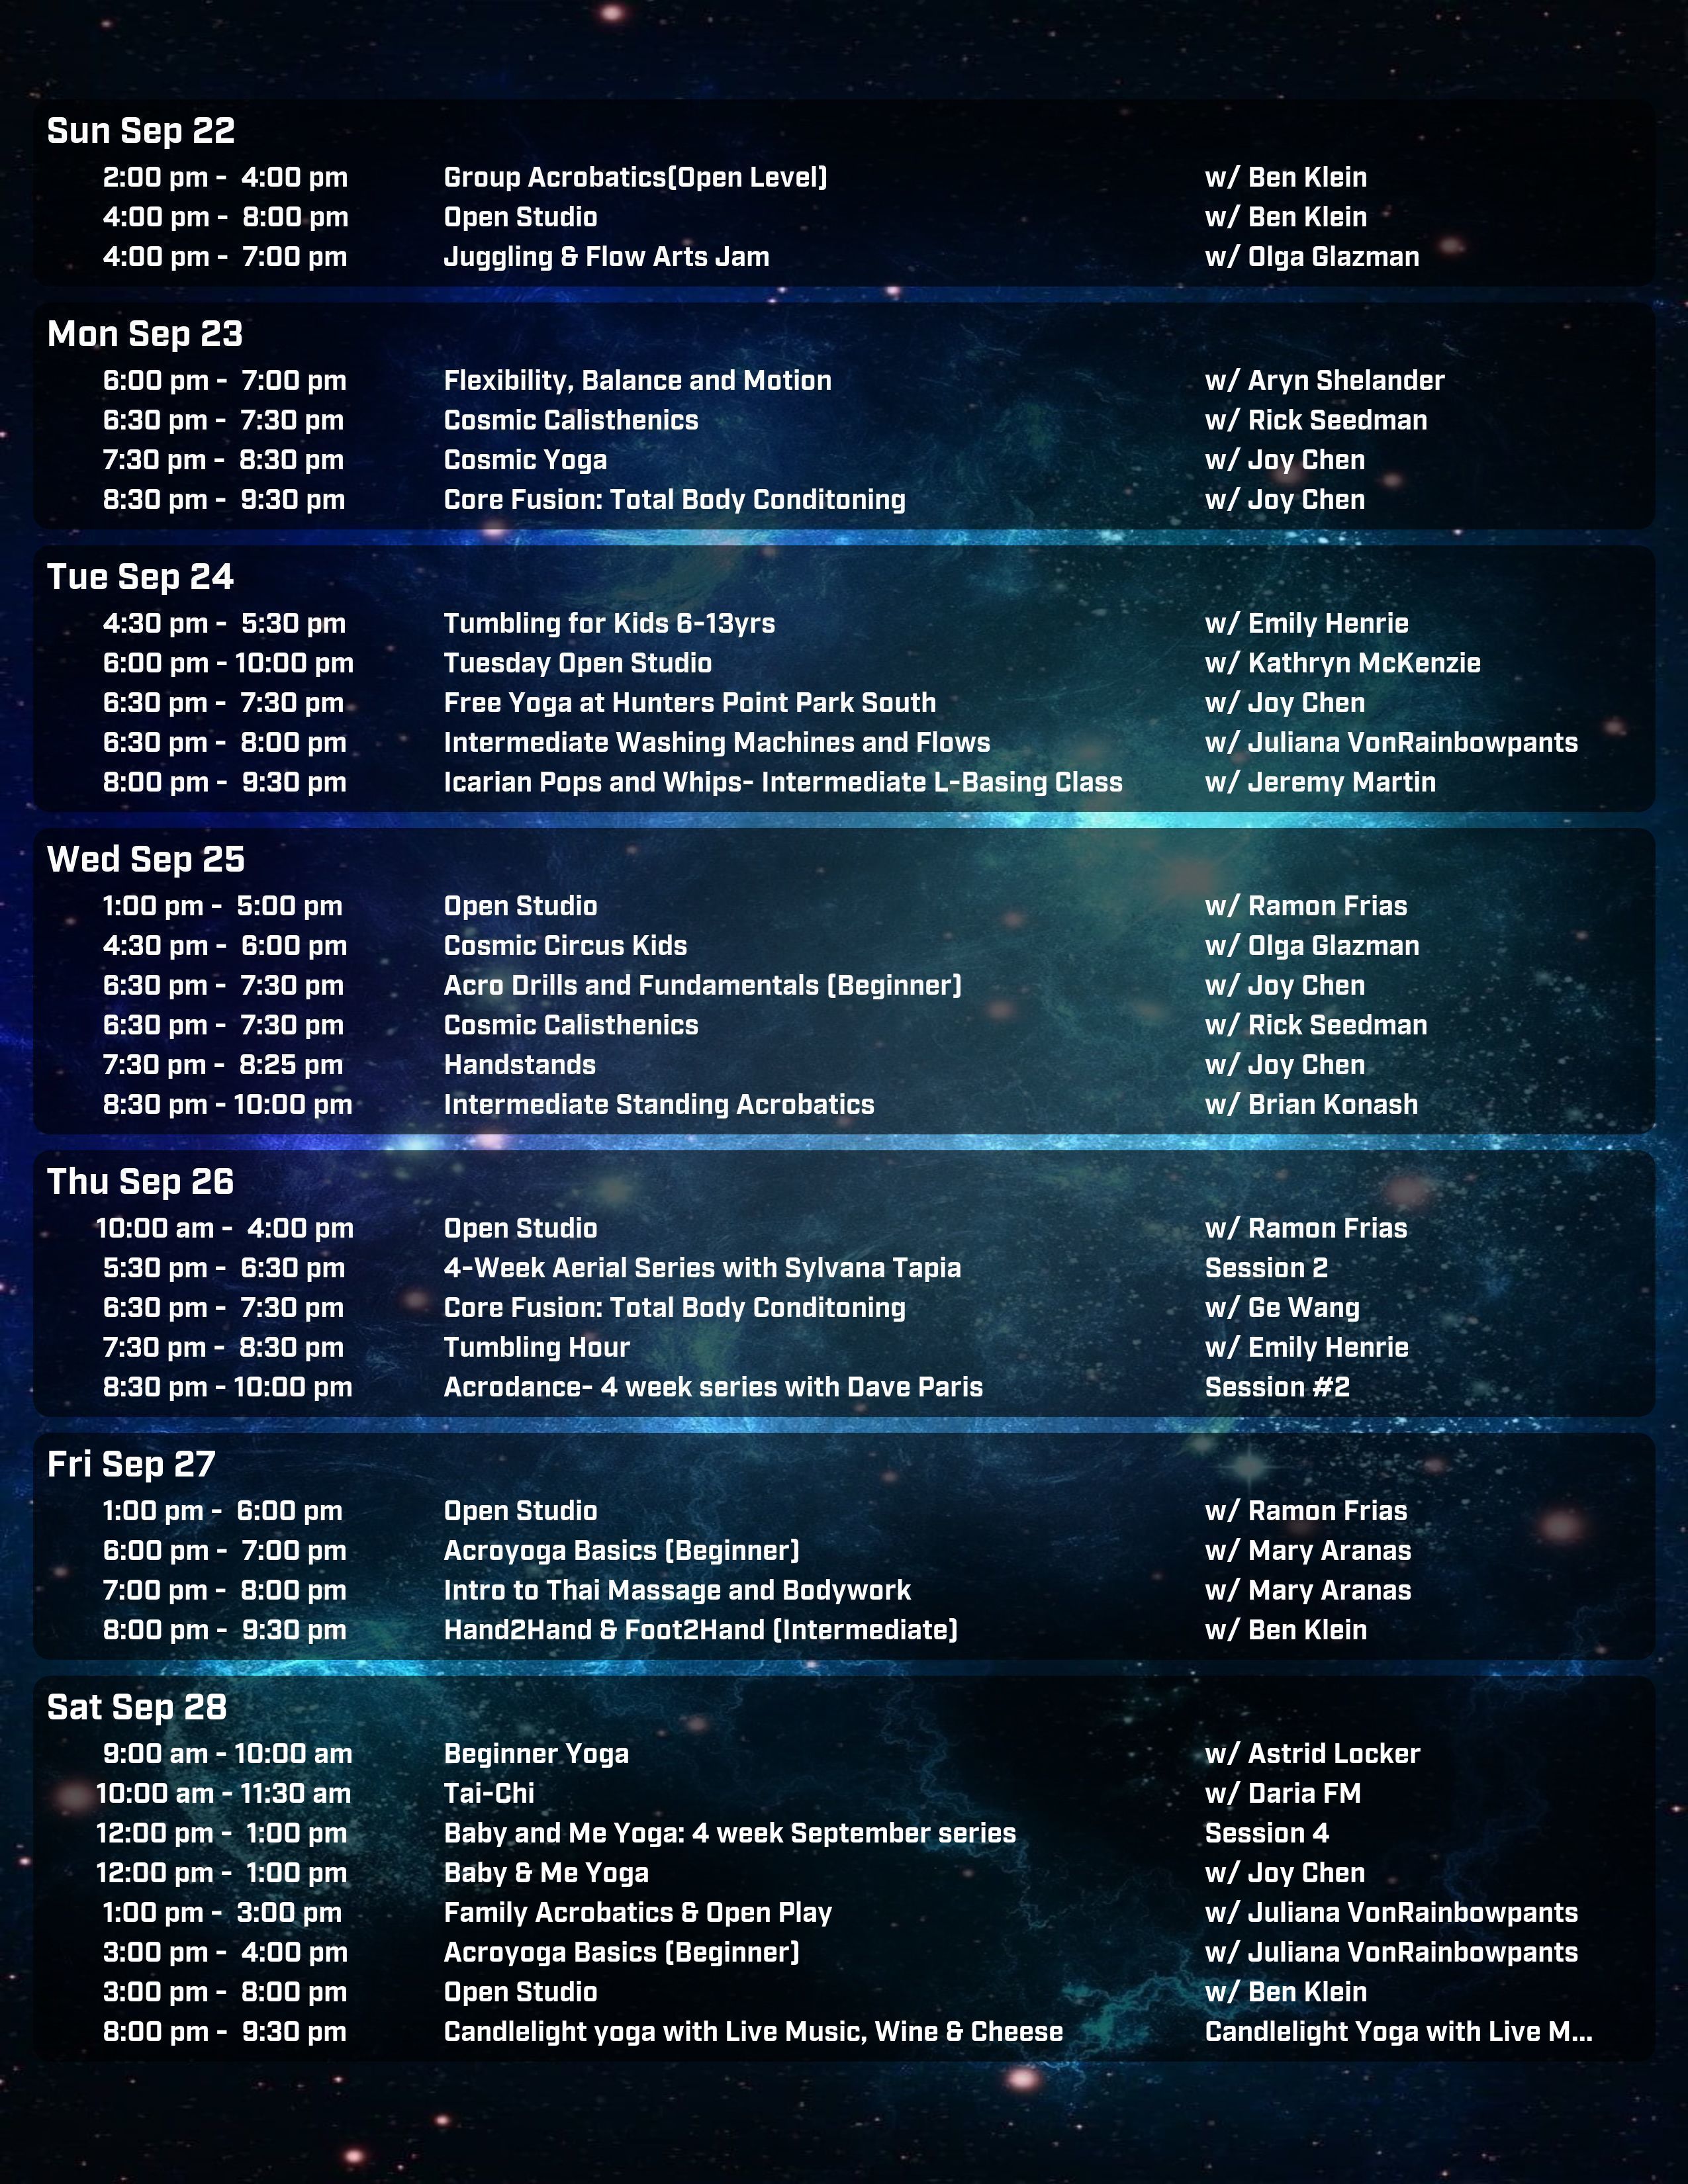 Sun Sep 22
2:00 pm - 4:00 pm Group Acrobatics(Open Level) w/ Ben Klein
4:00 pm - 8:00 pm Open Studio w/ Ben Klein
4:00 pm - 7:00 pm Juggling & Flow Arts Jam w/ Olga Glazman
Mon Sep 23
6:00 pm - 7:00 pm Flexibility, Balance and Motion w/ Aryn Shelander
6:30 pm - 7:30 pm Cosmic Calisthenics w/ Rick Seedman
7:30 pm - 8:30 pm Cosmic Yoga w/ Joy Chen
8:30 pm - 9:30 pm Core Fusion: Total Body Conditoning w/ Joy Chen
Tue Sep 24
4:30 pm - 5:30 pm Tumbling for Kids 6-13yrs w/ Emily Henrie
6:00 pm - 10:00 pm Tuesday Open Studio w/ Kathryn McKenzie
6:30 pm - 7:30 pm Free Yoga at Hunters Point Park South w/ Joy Chen
6:30 pm - 8:00 pm Intermediate Washing Machines and Flows w/ Juliana VonRainbowpants
8:00 pm - 9:30 pm Icarian Pops and Whips- Intermediate L-Basing Class w/ Jeremy Martin
Wed Sep 25
1:00 pm - 5:00 pm Open Studio w/ Ramon Frias
4:30 pm - 6:00 pm Cosmic Circus Kids w/ Olga Glazman
6:30 pm - 7:30 pm Acro Drills and Fundamentals (Beginner) w/ Joy Chen
6:30 pm - 7:30 pm Cosmic Calisthenics w/ Rick Seedman
7:30 pm - 8:25 pm Handstands w/ Joy Chen
8:30 pm - 10:00 pm Intermediate Standing Acrobatics w/ Brian Konash
Thu Sep 26
10:00 am - 4:00 pm Open Studio w/ Ramon Frias
5:30 pm - 6:30 pm 4-Week Aerial Series with Sylvana Tapia Session 2
6:30 pm - 7:30 pm Core Fusion: Total Body Conditoning w/ Ge Wang
7:30 pm - 8:30 pm Tumbling Hour w/ Emily Henrie
8:30 pm - 10:00 pm Acrodance- 4 week series with Dave Paris Session #2
Fri Sep 27
1:00 pm - 6:00 pm Open Studio w/ Ramon Frias
6:00 pm - 7:00 pm Acroyoga Basics (Beginner) w/ Mary Aranas
7:00 pm - 8:00 pm Intro to Thai Massage and Bodywork w/ Mary Aranas
8:00 pm - 9:30 pm Hand2Hand & Foot2Hand (Intermediate) w/ Ben Klein
Sat Sep 28
9:00 am - 10:00 am Beginner Yoga w/ Astrid Locker
10:00 am - 11:30 am Tai-Chi w/ Daria FM
12:00 pm - 1:00 pm Baby and Me Yoga: 4 week September series Session 4
12:00 pm - 1:00 pm Baby & Me Yoga w/ Joy Chen
1:00 pm - 3:00 pm Family Acrobatics & Open Play w/ Juliana VonRainbowpants
3:00 pm - 4:00 pm Acroyoga Basics (Beginner) w/ Juliana VonRainbowpants
3:00 pm - 8:00 pm Open Studio w/ Ben Klein
8:00 pm - 9:30 pm Candlelight yoga with Live Music, Wine & Cheese Candlelight Yoga with Live M...